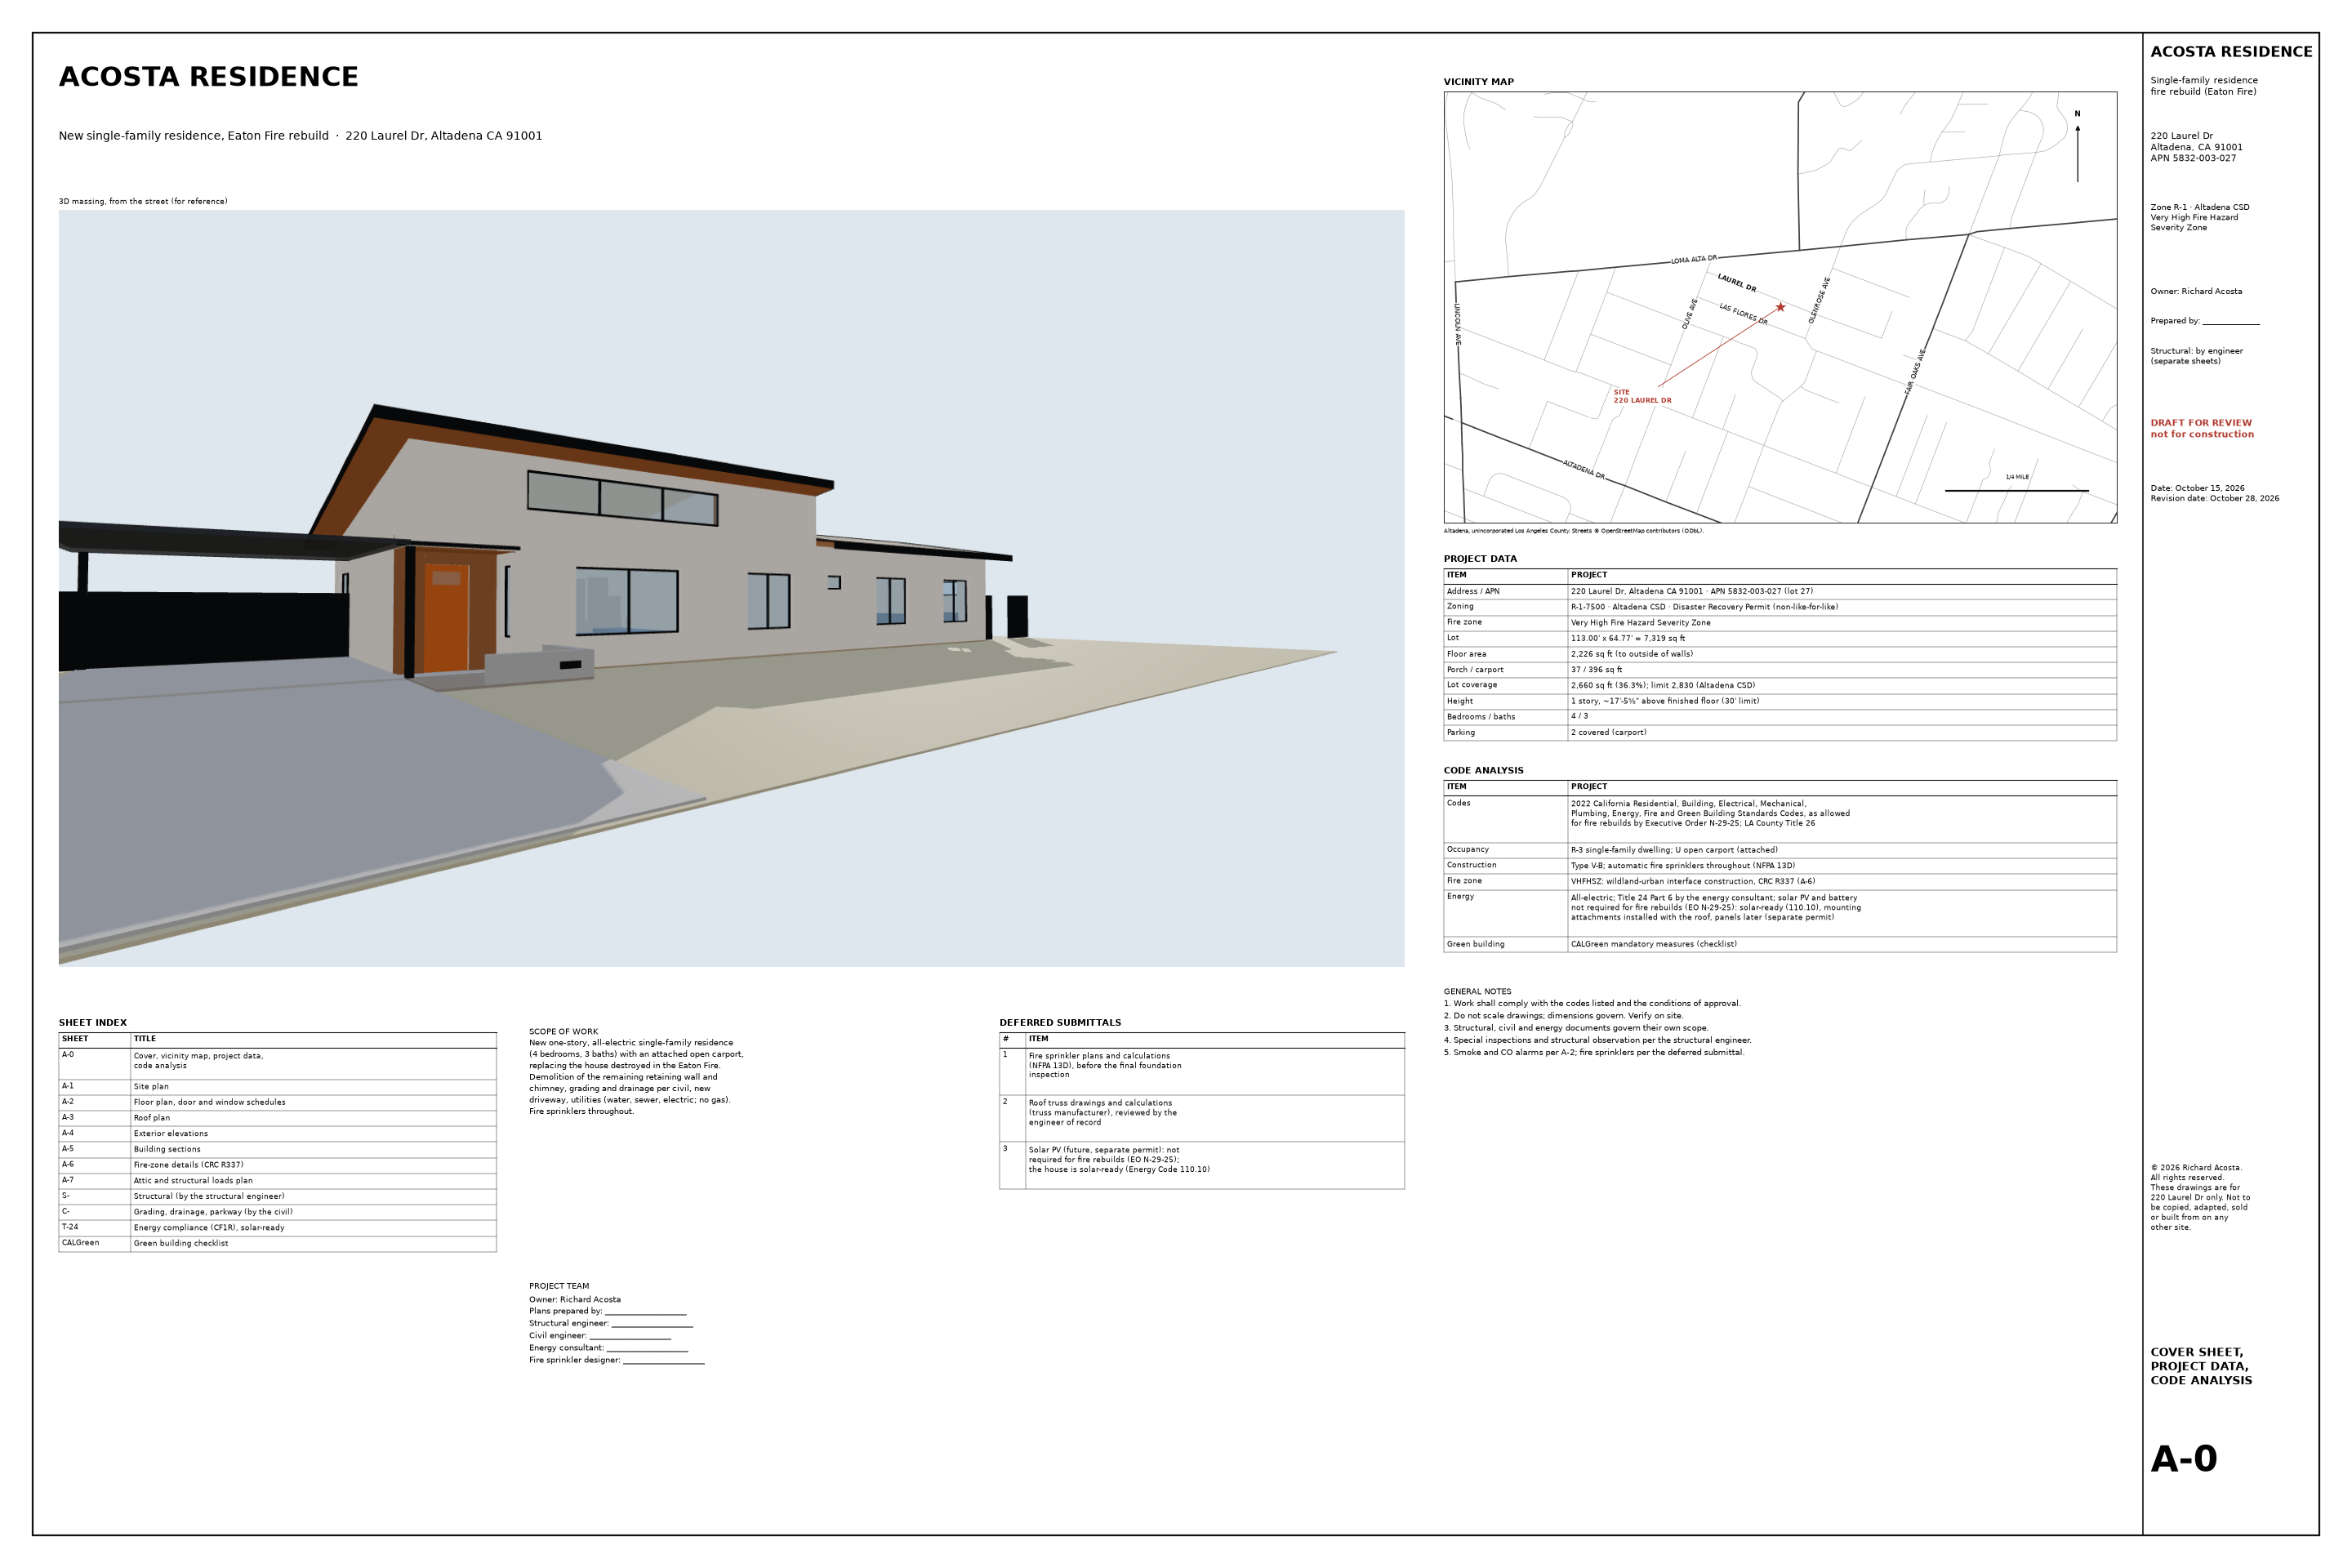 ACOSTA RESIDENCE
New single-family residence, Eaton Fire rebuild · 220 Laurel Dr, Altadena CA 91001
3D massing, from the street (for reference)
VICINITY MAP
N
LOMA ALTA DR
LAUREL DR
LAS FLORES DR
OLIVE AVE
GLENROSE AVE
LINCOLN AVE
FAIR OAKS AVE
SITE
220 LAUREL DR
ALTADENA DR
1/4 MILE
Altadena, unincorporated Los Angeles County. Streets © OpenStreetMap contributors (ODbL).
PROJECT DATA
ITEM PROJECT
Address / APN 220 Laurel Dr, Altadena CA 91001 · APN 5832-003-027 (lot 27)
Zoning R-1-7500 · Altadena CSD · Disaster Recovery Permit (non-like-for-like)
Fire zone Very High Fire Hazard Severity Zone
Lot 113.00' x 64.77' = 7,319 sq ft
Floor area 2,226 sq ft (to outside of walls)
Porch / carport 37 / 396 sq ft
Lot coverage 2,660 sq ft (36.3%); limit 2,830 (Altadena CSD)
Height 1 story, ~17'-5½" above finished floor (30' limit)
Bedrooms / baths 4 / 3
Parking 2 covered (carport)
CODE ANALYSIS
ITEM PROJECT
Codes 2022 California Residential, Building, Electrical, Mechanical,
Plumbing, Energy, Fire and Green Building Standards Codes, as allowed
for fire rebuilds by Executive Order N-29-25; LA County Title 26
Occupancy R-3 single-family dwelling; U open carport (attached)
Construction Type V-B; automatic fire sprinklers throughout (NFPA 13D)
Fire zone VHFHSZ: wildland-urban interface construction, CRC R337 (A-6)
Energy All-electric; Title 24 Part 6 by the energy consultant; solar PV and battery
not required for fire rebuilds (EO N-29-25): solar-ready (110.10), mounting
attachments installed with the roof, panels later (separate permit)
Green building CALGreen mandatory measures (checklist)
GENERAL NOTES
1. Work shall comply with the codes listed and the conditions of approval.
2. Do not scale drawings; dimensions govern. Verify on site.
3. Structural, civil and energy documents govern their own scope.
4. Special inspections and structural observation per the structural engineer.
5. Smoke and CO alarms per A-2; fire sprinklers per the deferred submittal.
SHEET INDEX
SHEET TITLE
A-0 Cover, vicinity map, project data,
code analysis
A-1 Site plan
A-2 Floor plan, door and window schedules
A-3 Roof plan
A-4 Exterior elevations
A-5 Building sections
A-6 Fire-zone details (CRC R337)
A-7 Attic and structural loads plan
S- Structural (by the structural engineer)
C- Grading, drainage, parkway (by the civil)
T-24 Energy compliance (CF1R), solar-ready
CALGreen Green building checklist
SCOPE OF WORK
New one-story, all-electric single-family residence
(4 bedrooms, 3 baths) with an attached open carport,
replacing the house destroyed in the Eaton Fire.
Demolition of the remaining retaining wall and
chimney, grading and drainage per civil, new
driveway, utilities (water, sewer, electric; no gas).
Fire sprinklers throughout.
PROJECT TEAM
Owner: Richard Acosta
Plans prepared by:
Structural engineer:
Civil engineer:
Energy consultant:
Fire sprinkler designer:
DEFERRED SUBMITTALS
# ITEM
1 Fire sprinkler plans and calculations
(NFPA 13D), before the final foundation
inspection
2 Roof truss drawings and calculations
(truss manufacturer), reviewed by the
engineer of record
3 Solar PV (future, separate permit): not
required for fire rebuilds (EO N-29-25);
the house is solar-ready (Energy Code 110.10)
ACOSTA RESIDENCE
Single-family residence
fire rebuild (Eaton Fire)
220 Laurel Dr
Altadena, CA 91001
APN 5832-003-027
Zone R-1 · Altadena CSD
Very High Fire Hazard
Severity Zone
Owner: Richard Acosta
Prepared by:
Structural: by engineer
(separate sheets)
DRAFT FOR REVIEW
not for construction
Date: October 15, 2026
Revision date: October 28, 2026
© 2026 Richard Acosta.
All rights reserved.
These drawings are for
220 Laurel Dr only. Not to
be copied, adapted, sold
or built from on any
other site.
COVER SHEET,
PROJECT DATA,
CODE ANALYSIS
A-0